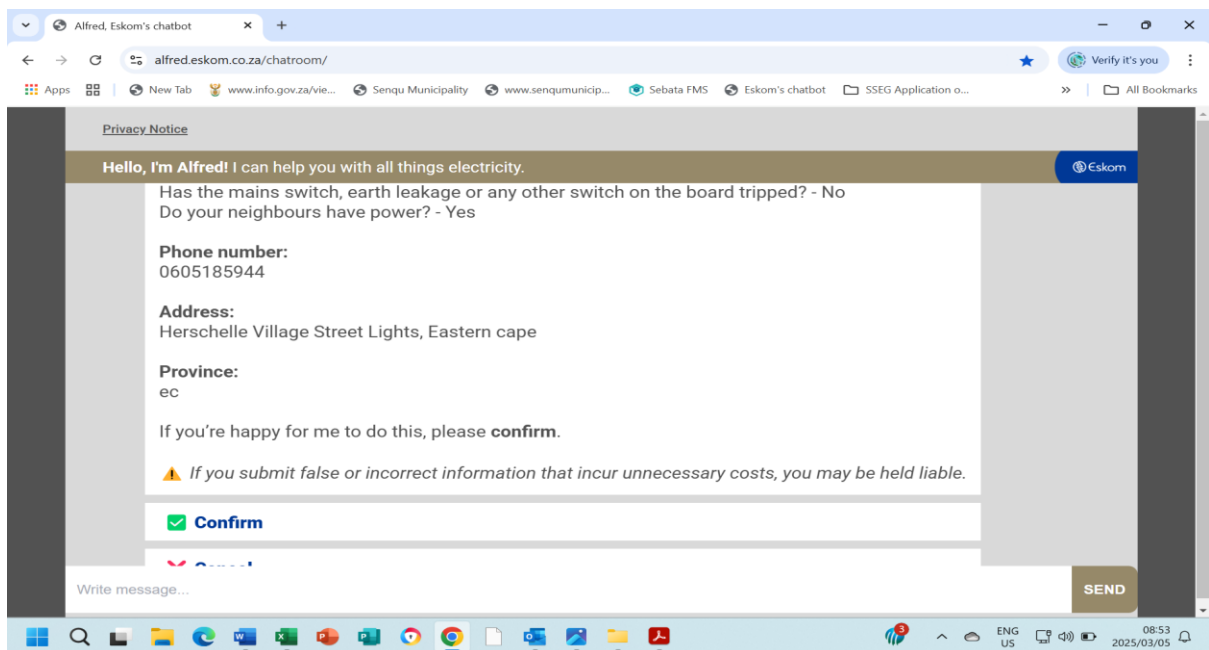 Alfred, Eskom's chatbot
alfred.eskom.co.za/chatroom/
Verify it's you
Apps
New Tab
www.info.gov.za/vie...
Senqu Municipality
www.senqumunicip...
Sebata FMS
Eskom's chatbot
SSEG Application o...
All Bookmarks
Privacy Notice
Hello, I'm Alfred! I can help you with all things electricity.
Eskom
Has the mains switch, earth leakage or any other switch on the board tripped? - No
Do your neighbours have power? - Yes
Phone number:
0605185944
Address:
Herschelle Village Street Lights, Eastern cape
Province:
ec
If you're happy for me to do this, please confirm.
If you submit false or incorrect information that incur unnecessary costs, you may be held liable.
Confirm
Write message...
SEND
3
ENG
US
08:53
2025/03/05